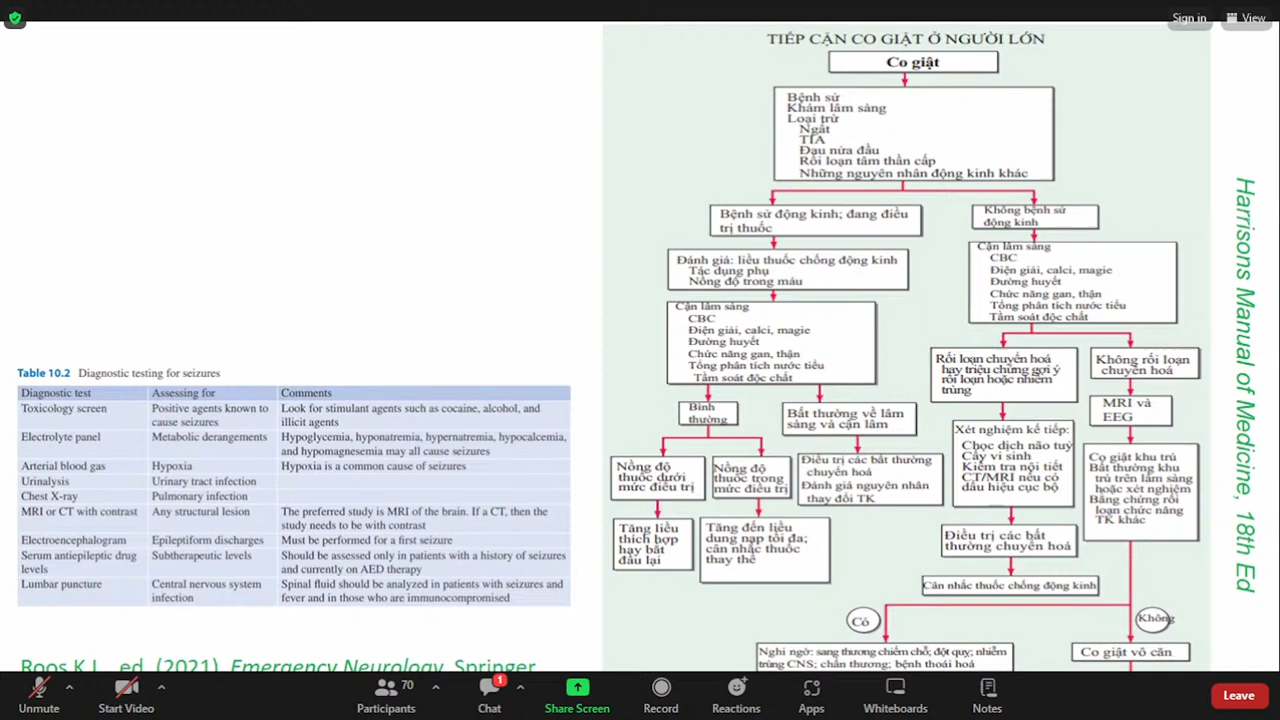 Sign in
View
TIẾP CẬN CO GIẬT Ở NGƯỜI LỚN
Co giật
Bệnh sử
Khám lâm sàng
Loại trừ
Ngất
TIA
Đau nửa đầu
Rối loạn tâm thần cấp
Những nguyên nhân động kinh khác
Bệnh sử động kinh; đang điều
trị thuốc
Đánh giá: liều thuốc chống động kinh
Tác dụng phụ
Nồng độ trong máu
Cận lâm sàng
CBC
Điện giải, calci, magie
Đường huyết
Chức năng gan, thận
Tổng phân tích nước tiểu
Tầm soát độc chất
Bình
thường
Bất thường về lâm
sàng và cận lâm
Nồng độ
thuốc dưới
mức điều trị
Nồng độ
thuốc trong
mức điều trị
Điều trị các bất thường
chuyển hoá
Đánh giá nguyên nhân
thay đổi TK
Tăng liều
thích hợp
hay bắt
đầu lại
Tăng đến liều
dung nạp tối đa;
cân nhắc thuốc
thay thế
Không bệnh sử
động kinh
Cận lâm sàng
CBC
Điện giải, calci, magie
Đường huyết
Chức năng gan, thận
Tổng phân tích nước tiểu
Tầm soát độc chất
Rối loạn chuyển hoá
hay triệu chứng gợi ý
rối loạn hoặc nhiễm
trùng
Không rối loạn
chuyển hoá
Xét nghiệm kế tiếp:
Chọc dịch não tuỷ
Cấy vi sinh
Kiểm tra nội tiết
CT/MRI nếu có
dấu hiệu cục bộ
MRI và
EEG
Co giật khu trú
Bất thường khu
trú trên lâm sàng
hoặc xét nghiệm
Bằng chứng rối
loạn chức năng
TK khác
Điều trị các bất
thường chuyển hoá
Cân nhắc thuốc chống động kinh
Có
Không
Nghi ngờ: sang thương chiếm chỗ; đột quỵ; nhiễm
trùng CNS; chấn thương; bệnh thoái hoá
Co giật vô căn
Harrisons Manual of Medicine, 18th Ed
Table 10.2 Diagnostic testing for seizures
Diagnostic test Assessing for Comments
Toxicology screen Positive agents known to cause seizures Look for stimulant agents such as cocaine, alcohol, and illicit agents
Electrolyte panel Metabolic derangements Hypoglycemia, hyponatremia, hypernatremia, hypocalcemia, and hypomagnesemia may all cause seizures
Arterial blood gas Hypoxia Hypoxia is a common cause of seizures
Urinalysis Urinary tract infection
Chest X-ray Pulmonary infection
MRI or CT with contrast Any structural lesion The preferred study is MRI of the brain. If a CT, then the study needs to be with contrast
Electroencephalogram Epileptiform discharges Must be performed for a first seizure
Serum antiepileptic drug levels Subtherapeutic levels Should be assessed only in patients with a history of seizures and currently on AED therapy
Lumbar puncture Central nervous system infection Spinal fluid should be analyzed in patients with seizures and fever and in those who are immunocompromised
Roos K.L., ed. (2021). Emergency Neurology, Springer
Unmute
Start Video
70
Participants
1
Chat
Share Screen
Record
Reactions
Apps
Whiteboards
Notes
Leave